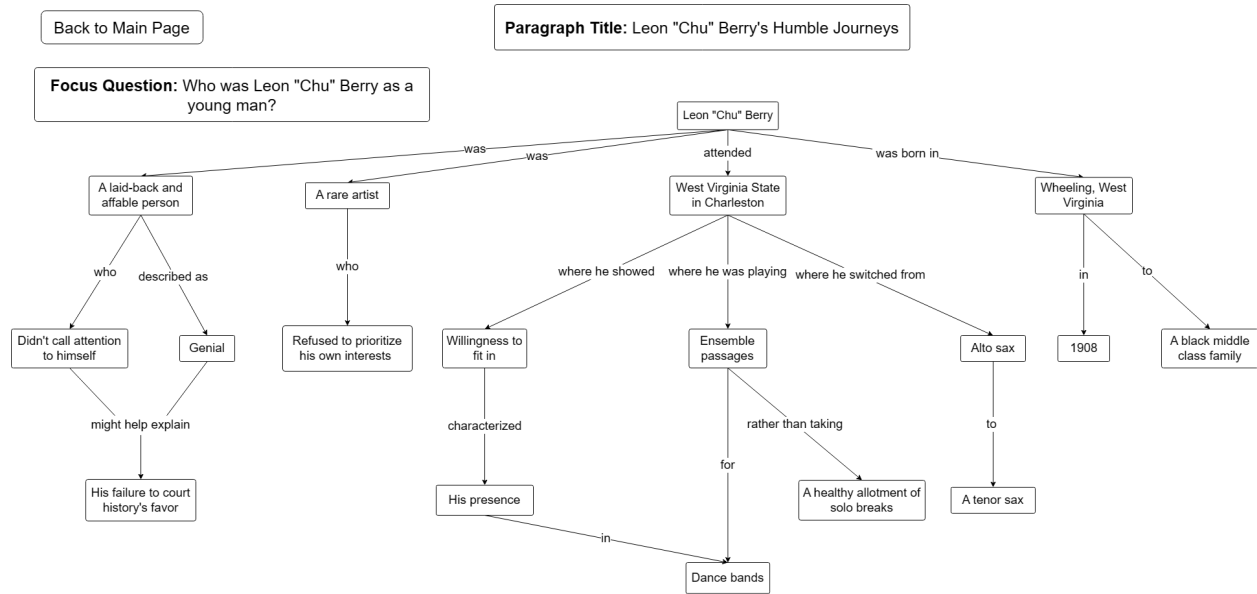 Back to Main Page
Paragraph Title: Leon "Chu" Berry's Humble Journeys
Focus Question: Who was Leon "Chu" Berry as a
young man?
Leon "Chu" Berry
was
was
attended
was born in
A laid-back and
affable person
A rare artist
West Virginia State
in Charleston
Wheeling, West
Virginia
who
described as
who
where he showed
where he was playing
where he switched from
in
to
Didn't call attention
to himself
Genial
Refused to prioritize
his own interests
Willingness to
fit in
Ensemble
passages
Alto sax
1908
A black middle
class family
might help explain
characterized
rather than taking
to
for
His failure to court
history's favor
His presence
A healthy allotment of
solo breaks
A tenor sax
in
Dance bands